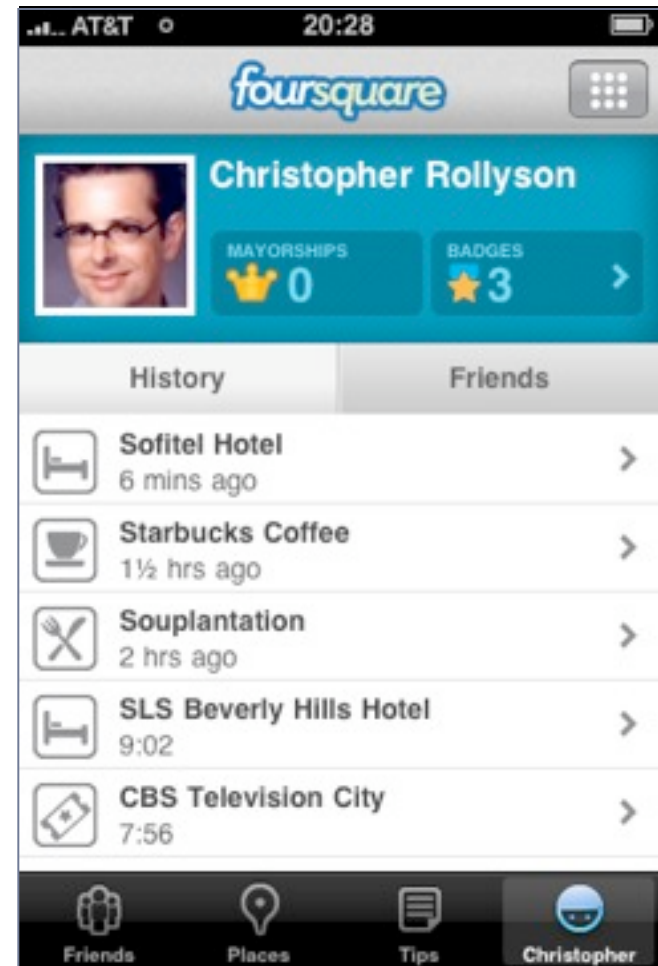 AT&T 20:28
foursquare
Christopher Rollyson
MAYORSHIPS BADGES
0 3
History Friends
Sofitel Hotel
6 mins ago
Starbucks Coffee
1½ hrs ago
Souplantation
2 hrs ago
SLS Beverly Hills Hotel
9:02
CBS Television City
7:56
Friends Places Tips Christopher